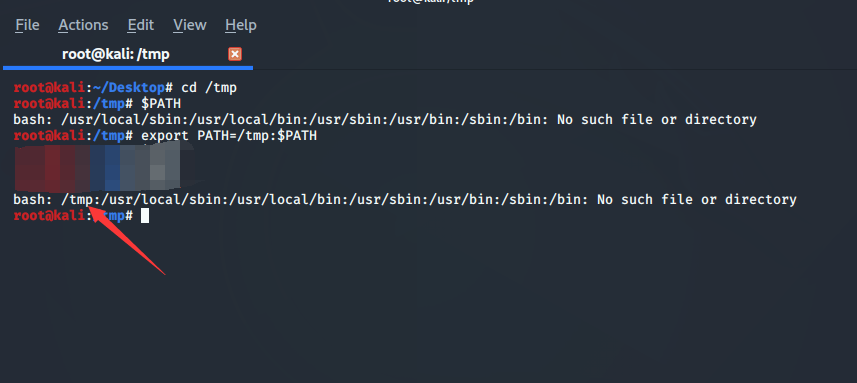 root@kali:/tmp
File Actions Edit View Help
root@kali: /tmp
root@kali:~/Desktop# cd /tmp
root@kali:/tmp# $PATH
bash: /usr/local/sbin:/usr/local/bin:/usr/sbin:/usr/bin:/sbin:/bin: No such file or directory
root@kali:/tmp# export PATH=/tmp:$PATH
bash: /tmp:/usr/local/sbin:/usr/local/bin:/usr/sbin:/usr/bin:/sbin:/bin: No such file or directory
root@kali:/tmp#